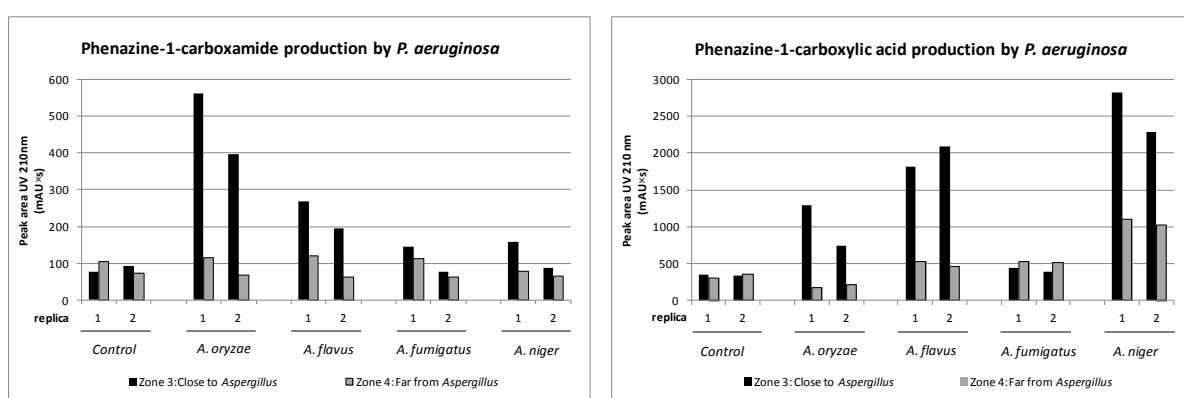 Phenazine-1-carboxamide production by P. aeruginosa
600
500
400
300
200
100
0
Peak area UV 210nm
(mAU×s)
replica 1 2 1 2 1 2 1 2 1 2
Control A. oryzae A. flavus A. fumigatus A. niger
Zone 3: Close to Aspergillus Zone 4: Far from Aspergillus
Phenazine-1-carboxylic acid production by P. aeruginosa
3000
2500
2000
1500
1000
500
0
Peak area UV 210 nm
(mAU×s)
replica 1 2 1 2 1 2 1 2 1 2
Control A. oryzae A. flavus A. fumigatus A. niger
Zone 3: Close to Aspergillus Zone 4: Far from Aspergillus